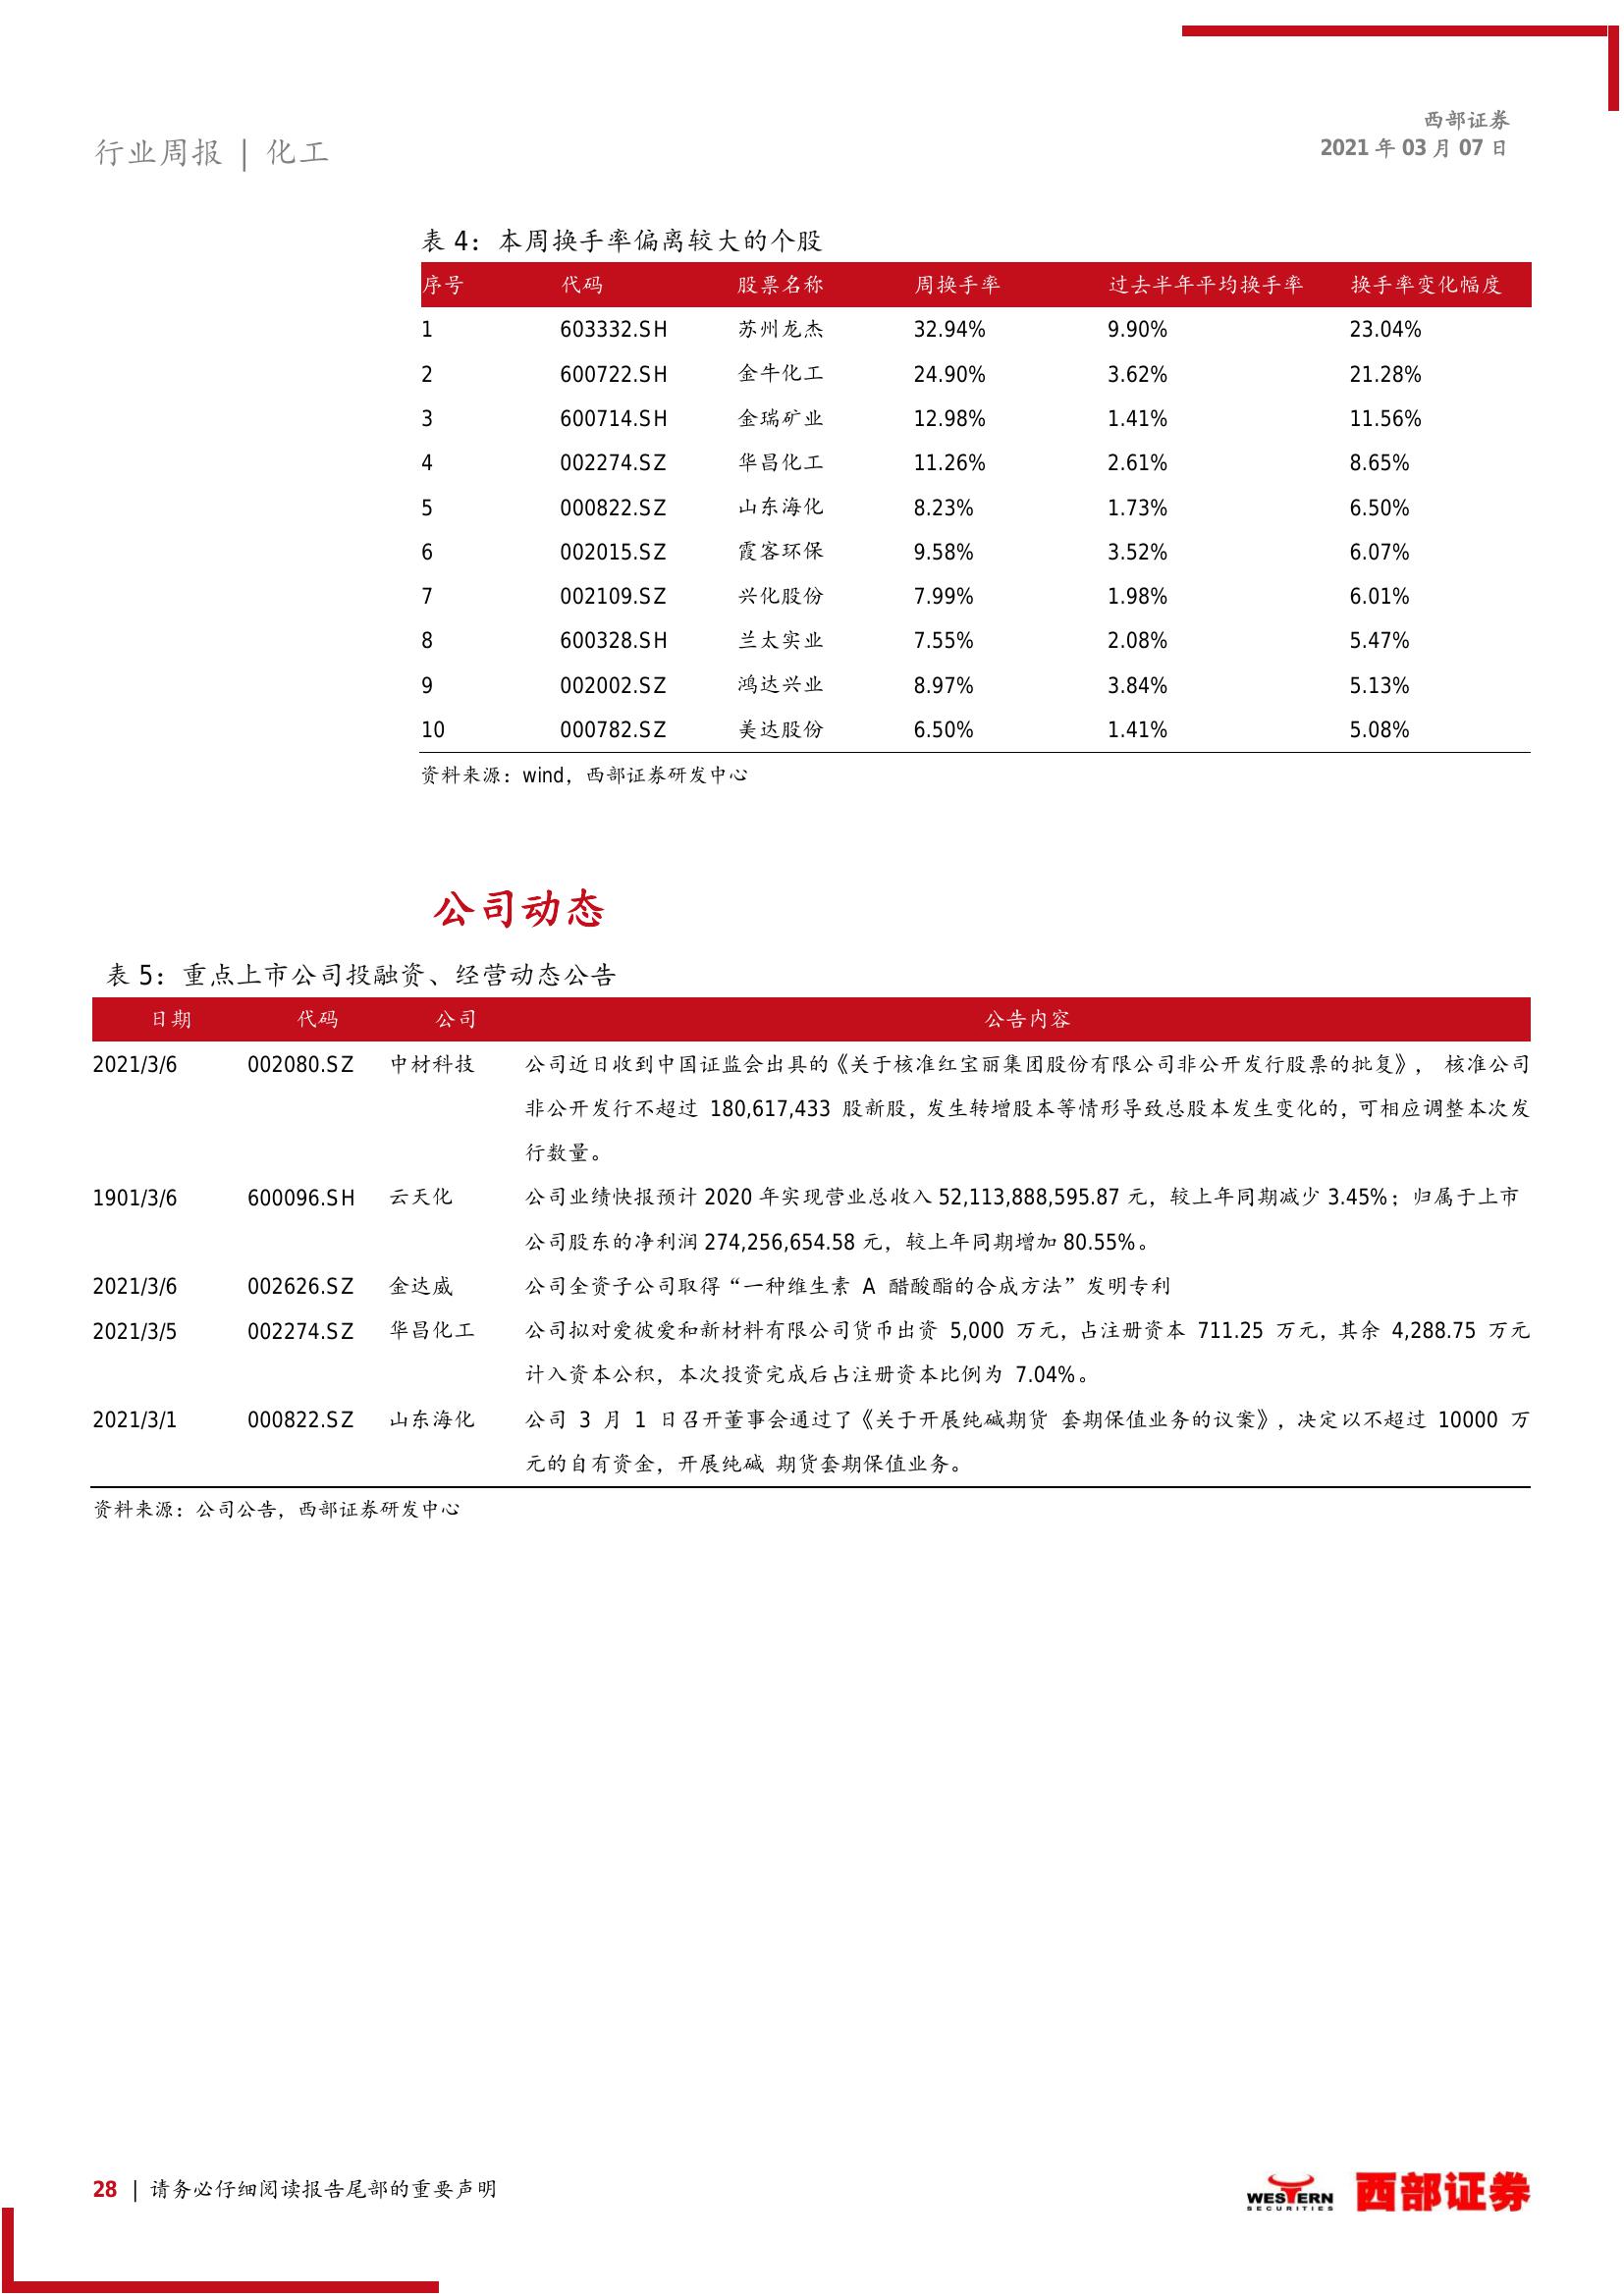 西部证券
行业周报 | 化工
2021 年 03 月 07 日
表 4：本周换手率偏离较大的个股
序号 代码 股票名称 周换手率 过去半年平均换手率 换手率变化幅度
1 603332.SH 苏州龙杰 32.94% 9.90% 23.04%
2 600722.SH 金牛化工 24.90% 3.62% 21.28%
3 600714.SH 金瑞矿业 12.98% 1.41% 11.56%
4 002274.SZ 华昌化工 11.26% 2.61% 8.65%
5 000822.SZ 山东海化 8.23% 1.73% 6.50%
6 002015.SZ 霞客环保 9.58% 3.52% 6.07%
7 002109.SZ 兴化股份 7.99% 1.98% 6.01%
8 600328.SH 兰太实业 7.55% 2.08% 5.47%
9 002002.SZ 鸿达兴业 8.97% 3.84% 5.13%
10 000782.SZ 美达股份 6.50% 1.41% 5.08%
资料来源：wind，西部证券研发中心
公司动态
表 5：重点上市公司投融资、经营动态公告
日期 代码 公司 公告内容
2021/3/6 002080.SZ 中材科技 公司近日收到中国证监会出具的《关于核准红宝丽集团股份有限公司非公开发行股票的批复》， 核准公司
非公开发行不超过 180,617,433 股新股，发生转增股本等情形导致总股本发生变化的，可相应调整本次发
行数量。
1901/3/6 600096.SH 云天化 公司业绩快报预计 2020 年实现营业总收入 52,113,888,595.87 元，较上年同期减少 3.45%；归属于上市
公司股东的净利润 274,256,654.58 元，较上年同期增加 80.55%。
2021/3/6 002626.SZ 金达威 公司全资子公司取得“一种维生素 A 醋酸酯的合成方法”发明专利
2021/3/5 002274.SZ 华昌化工 公司拟对爱彼爱和新材料有限公司货币出资 5,000 万元，占注册资本 711.25 万元，其余 4,288.75 万元
计入资本公积，本次投资完成后占注册资本比例为 7.04%。
2021/3/1 000822.SZ 山东海化 公司 3 月 1 日召开董事会通过了《关于开展纯碱期货 套期保值业务的议案》，决定以不超过 10000 万
元的自有资金，开展纯碱 期货套期保值业务。
资料来源：公司公告，西部证券研发中心
28 | 请务必仔细阅读报告尾部的重要声明
WESTERN
SECURITIES
西部证券